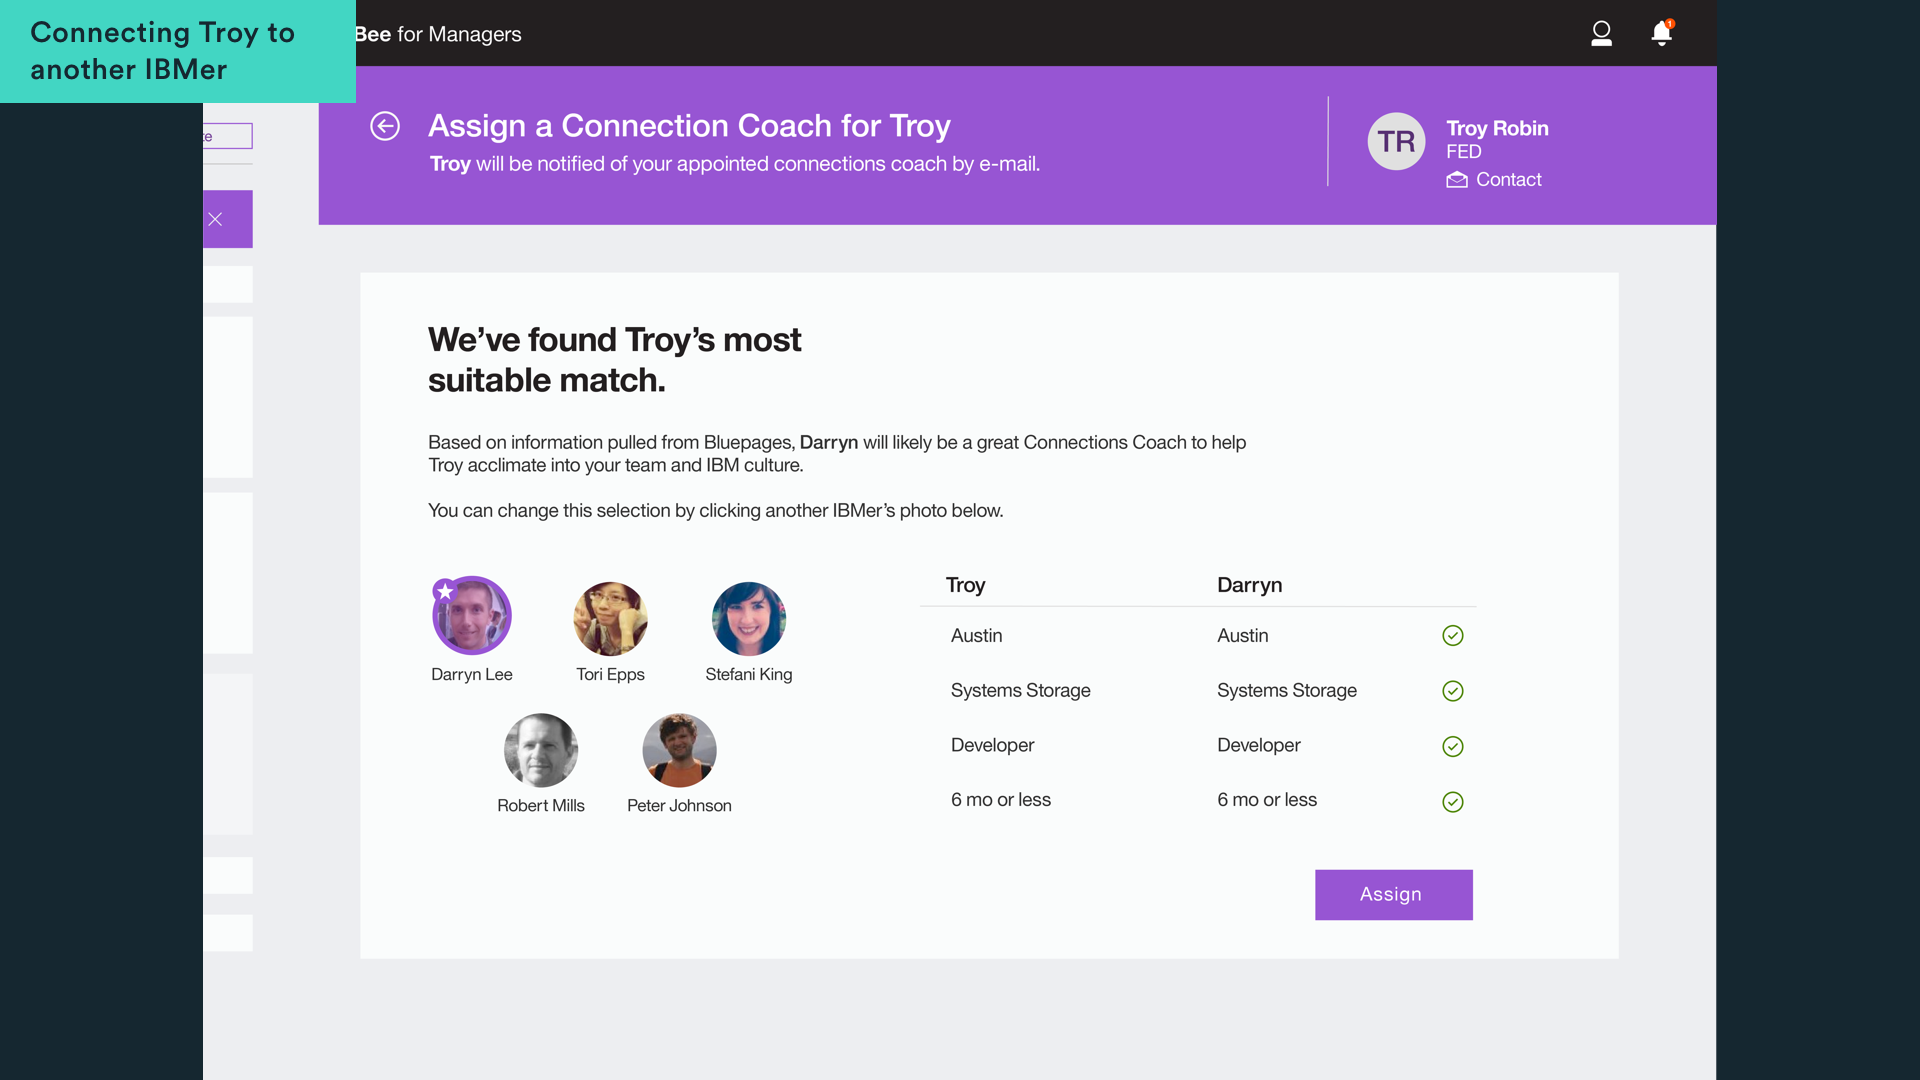 Connecting Troy to
another IBMer
Bee for Managers
1
re
Assign a Connection Coach for Troy
Troy will be notified of your appointed connections coach by e-mail.
TR
Troy Robin
FED
Contact
We’ve found Troy’s most
suitable match.
Based on information pulled from Bluepages, Darryn will likely be a great Connections Coach to help
Troy acclimate into your team and IBM culture.
You can change this selection by clicking another IBMer’s photo below.
Darryn Lee
Tori Epps
Stefani King
Robert Mills
Peter Johnson
Troy Darryn
Austin Austin
Systems Storage Systems Storage
Developer Developer
6 mo or less 6 mo or less
Assign